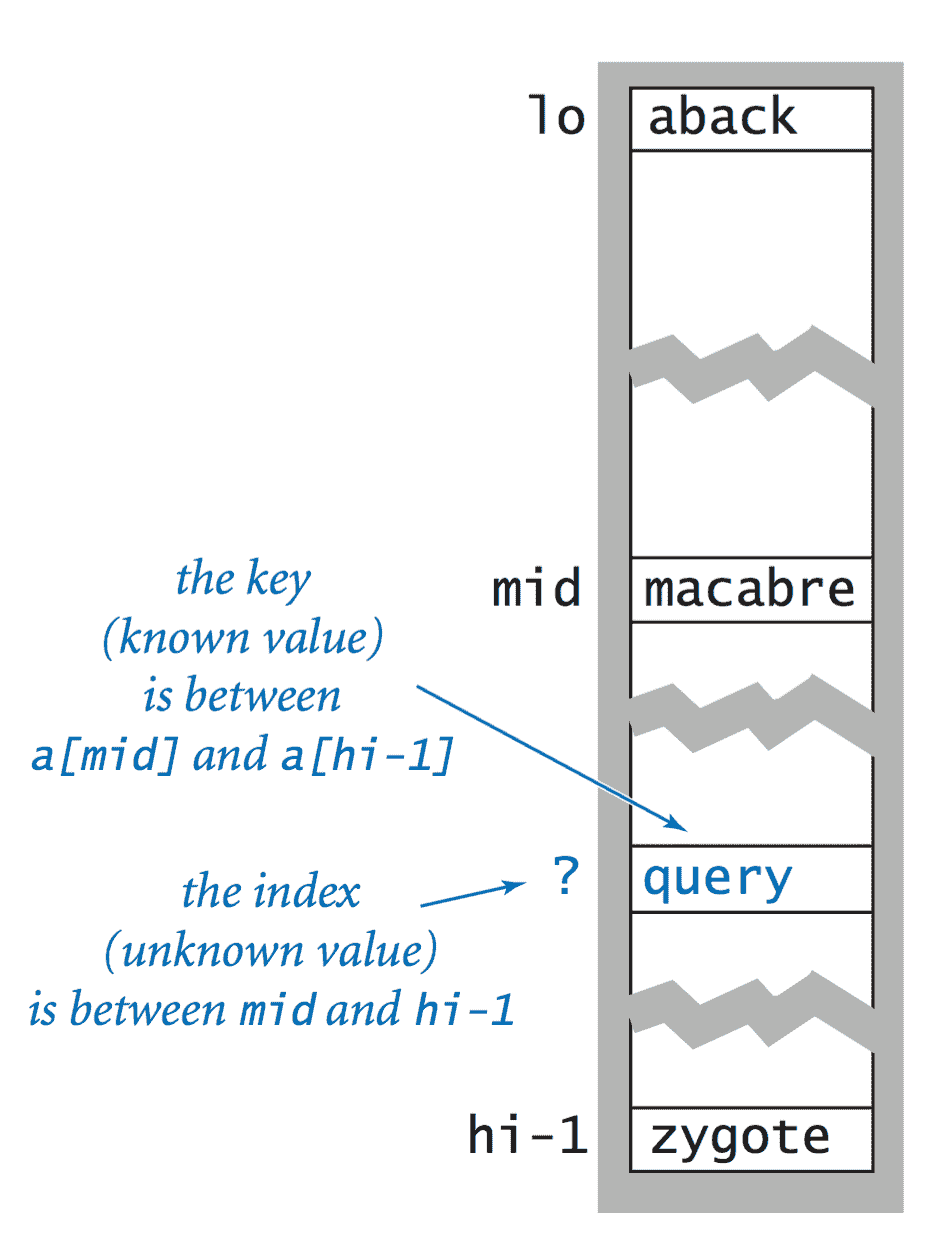 lo
aback
mid
macabre
the key
(known value)
is between
a[mid] and a[hi-1]
?
query
the index
(unknown value)
is between mid and hi-1
hi-1
zygote